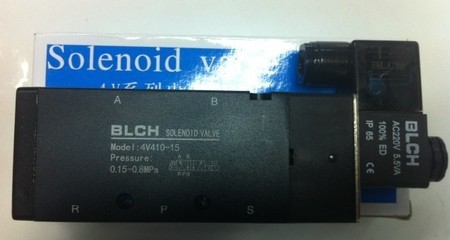 Solenoid v
A B
BLCH SOLENOID VALVE
Model:4V410-15
Pressure:
0.15-0.8MPa
R P S
BLCH
AC220V 5.5VA
100% ED
IP 65
CE